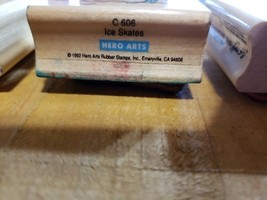 C 606
Ice Skates
HERO ARTS
© 1992 Hero Arts Rubber Stamps, Inc., Emeryville, CA 94608